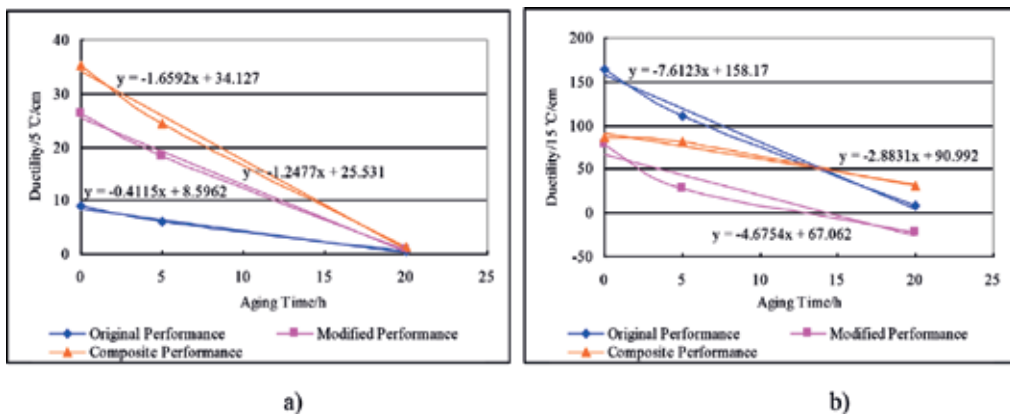 40
30
20
10
0
0 5 10 15 20 25
Ductility/5 ℃/cm
y = -1.6592x + 34.127
y = -1.2477x + 25.531
y = -0.4115x + 8.5962
Aging Time/h
Original Performance
Modified Performance
Composite Performance
a)
200
150
100
50
0
-50
0 5 10 15 20 25
Ductility/15 ℃/cm
y = -7.6123x + 158.17
y = -2.8831x + 90.992
y = -4.6754x + 67.062
Aging Time/h
Original Performance
Modified Performance
Composite Performance
b)